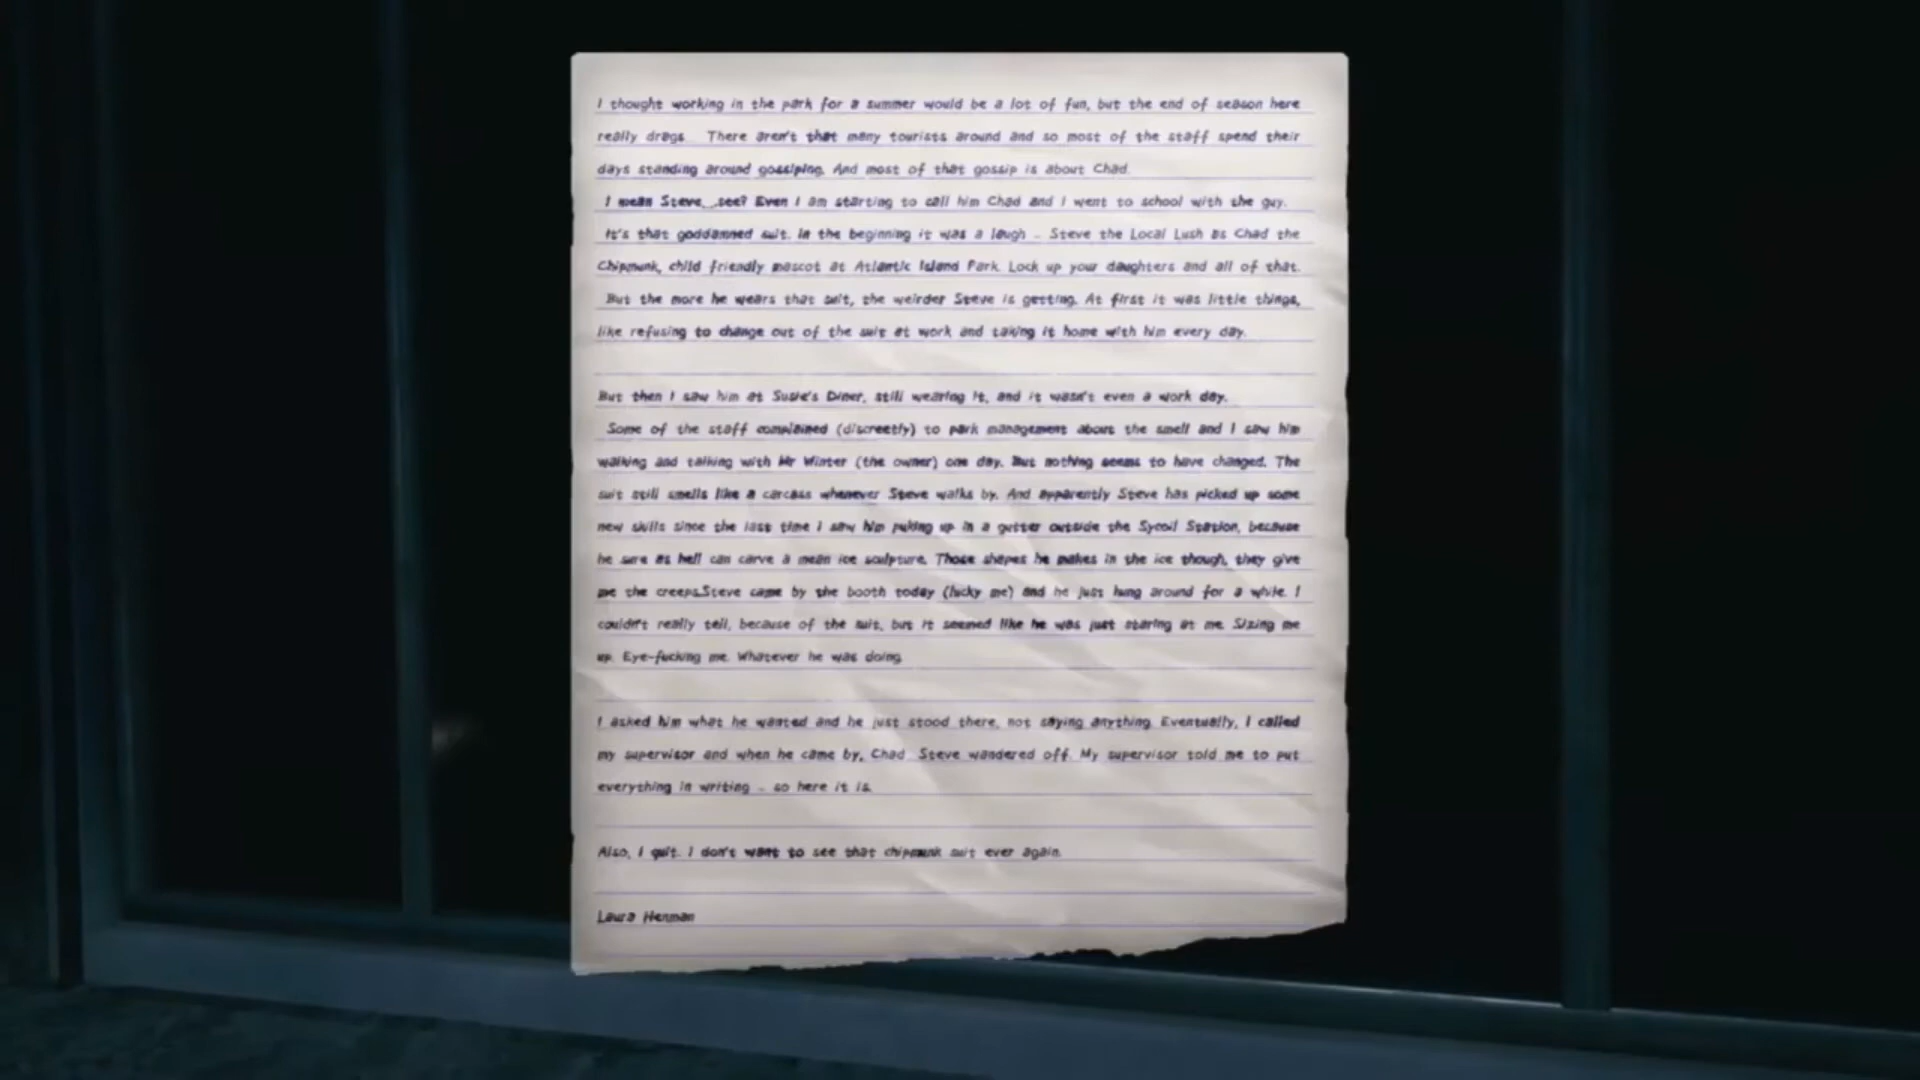 I thought working in the park for a summer would be a lot of fun, but the end of season here
really drags. There aren't that many tourists around and so most of the staff spend their
days standing around gossiping. And most of that gossip is about Chad.
I mean Steve...see? Even I am starting to call him Chad and I went to school with the guy.
It's that goddamned suit. In the beginning it was a laugh - Steve the Local Lush as Chad the
Chipmunk, child friendly mascot at Atlantic Island Park. Lock up your daughters and all of that.
But the more he wears that suit, the weirder Steve is getting. At first it was little things,
like refusing to change out of the suit at work and taking it home with him every day.
But then I saw him at Susie's Diner, still wearing it, and it wasn't even a work day.
Some of the staff complained (discreetly) to park management about the smell and I saw him
walking and talking with Mr Winter (the owner) one day. But nothing seems to have changed. The
suit still smells like a carcass whenever Steve walks by. And apparently Steve has picked up some
new skills since the last time I saw him puking up in a gutter outside the Sycoil Station, because
he sure as hell can carve a mean ice sculpture. Those shapes he makes in the ice though, they give
me the creeps.Steve came by the booth today (lucky me) and he just hung around for a while. I
couldn't really tell, because of the suit, but it seemed like he was just staring at me. Sizing me
up. Eye-fucking me. Whatever he was doing.
I asked him what he wanted and he just stood there, not saying anything. Eventually, I called
my supervisor and when he came by, Chad Steve wandered off. My supervisor told me to put
everything in writing - so here it is.
Also, I quit. I don't want to see that chipmunk suit ever again.
Laura Henman